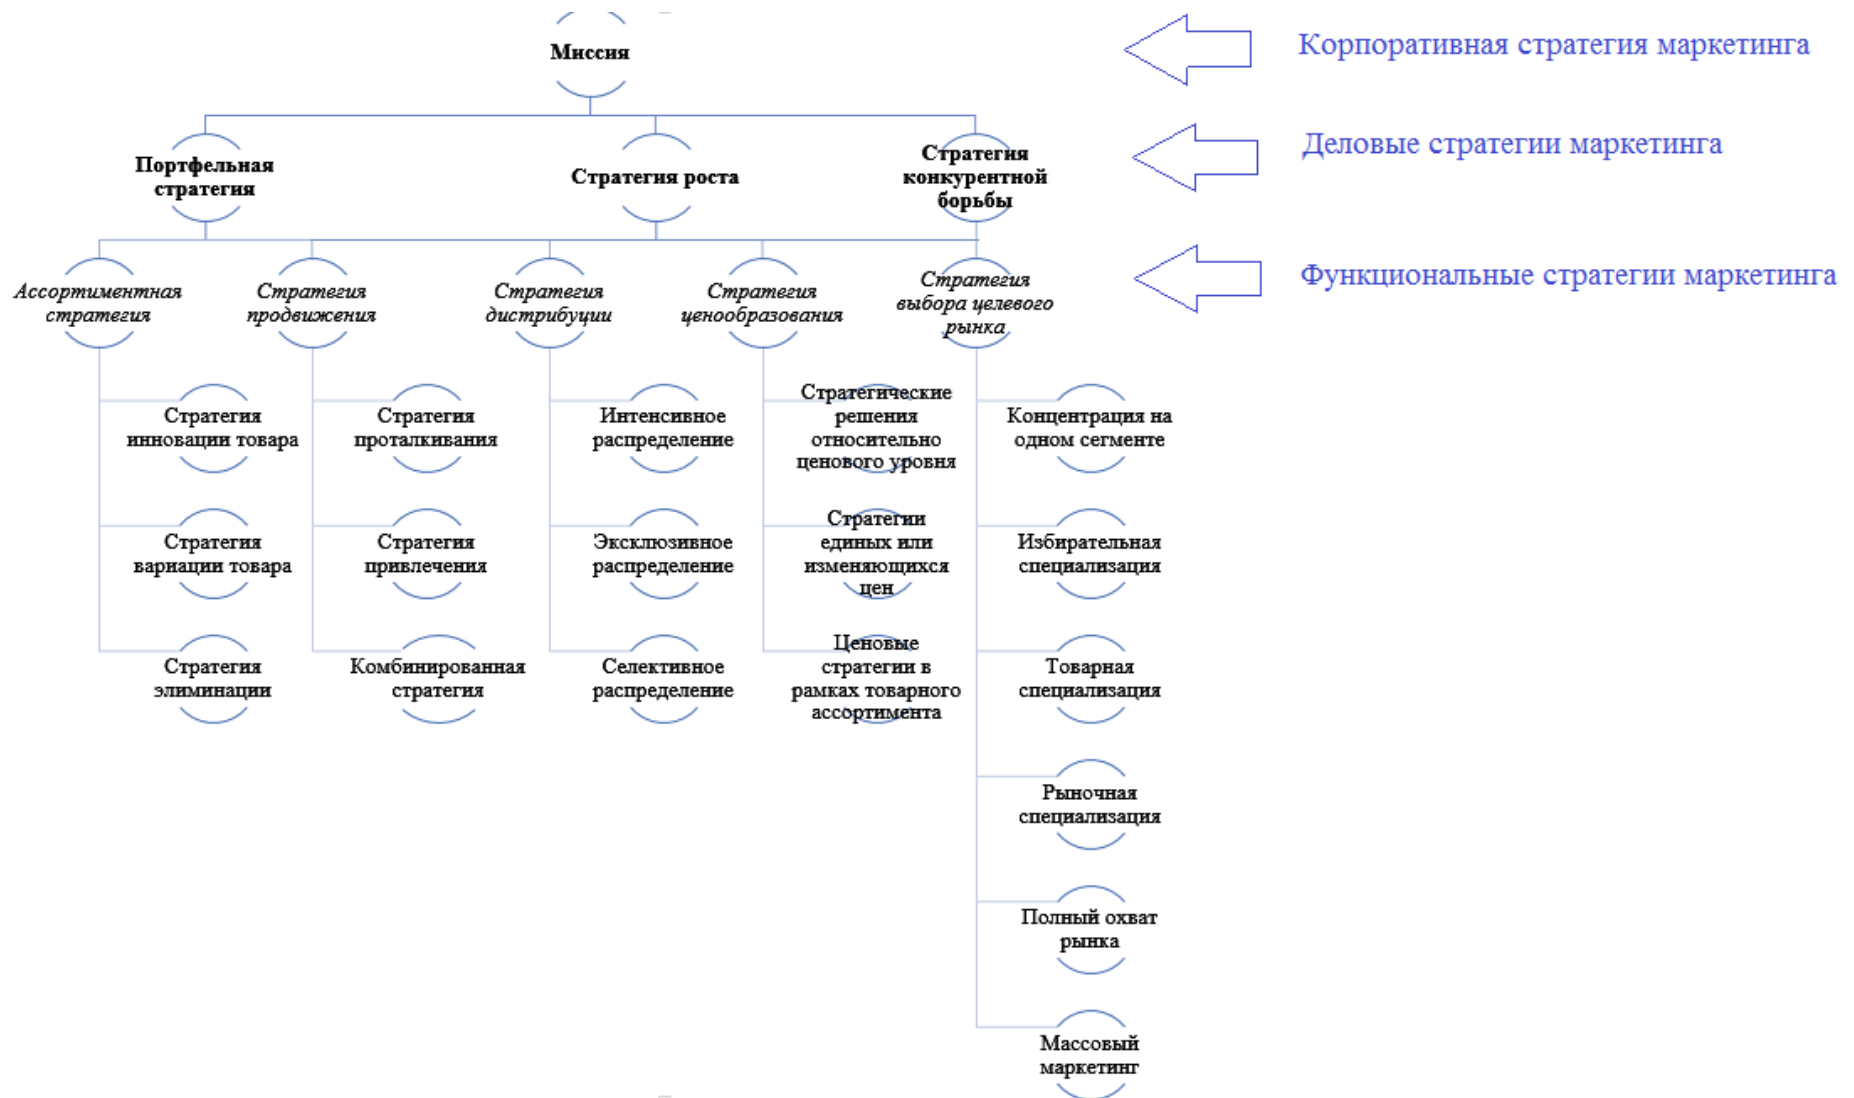 Миссия
Корпоративная стратегия маркетинга
Портфельная
стратегия
Стратегия роста
Стратегия
конкурентной
борьбы
Деловые стратегии маркетинга
Ассортиментная
стратегия
Стратегия
продвижения
Стратегия
дистрибуции
Стратегия
ценообразования
Стратегия
выбора целевого
рынка
Функциональные стратегии маркетинга
Стратегия
инновации товара
Стратегия
проталкивания
Интенсивное
распределение
Стратегические
решения
относительно
ценового уровня
Концентрация на
одном сегменте
Стратегия
вариации товара
Стратегия
привлечения
Эксклюзивное
распределение
Стратегии
единых или
изменяющихся
цен
Избирательная
специализация
Стратегия
элиминации
Комбинированная
стратегия
Селективное
распределение
Ценовые
стратегии в
рамках товарного
ассортимента
Товарная
специализация
Рыночная
специализация
Полный охват
рынка
Массовый
маркетинг